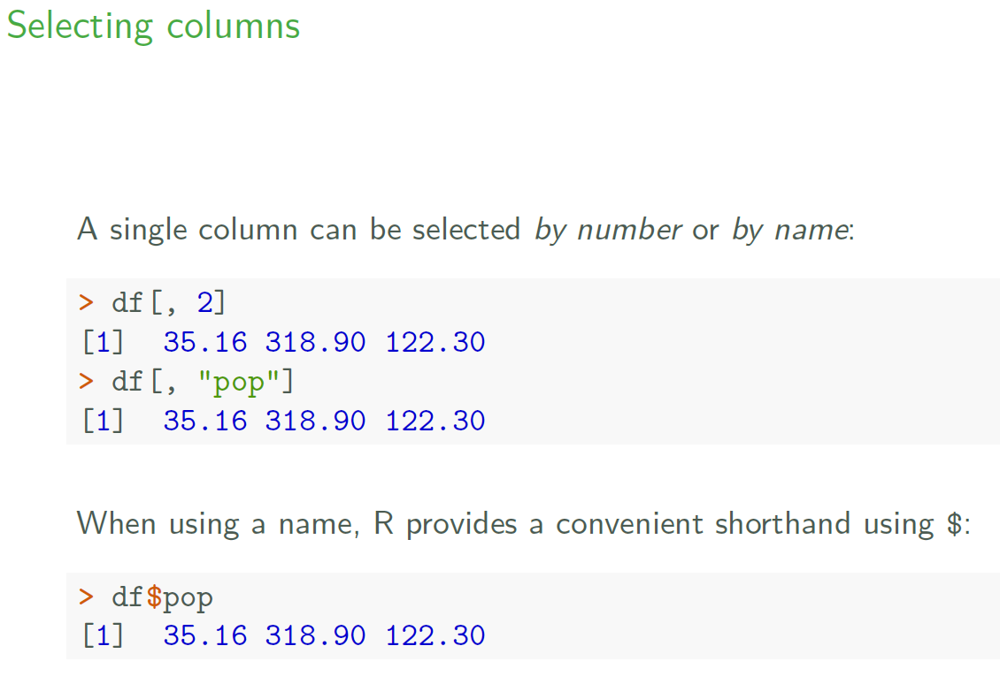 Selecting columns
A single column can be selected by number or by name:
> df[, 2]
[1]  35.16 318.90 122.30
> df[, "pop"]
[1]  35.16 318.90 122.30
When using a name, R provides a convenient shorthand using $:
> df$pop
[1]  35.16 318.90 122.30